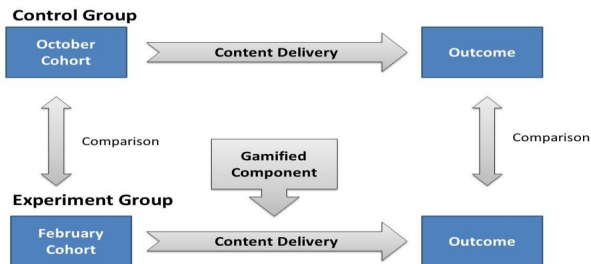 Control Group
October
Cohort
Content Delivery
Outcome
Comparison
Comparison
Gamified
Component
Experiment Group
February
Cohort
Content Delivery
Outcome